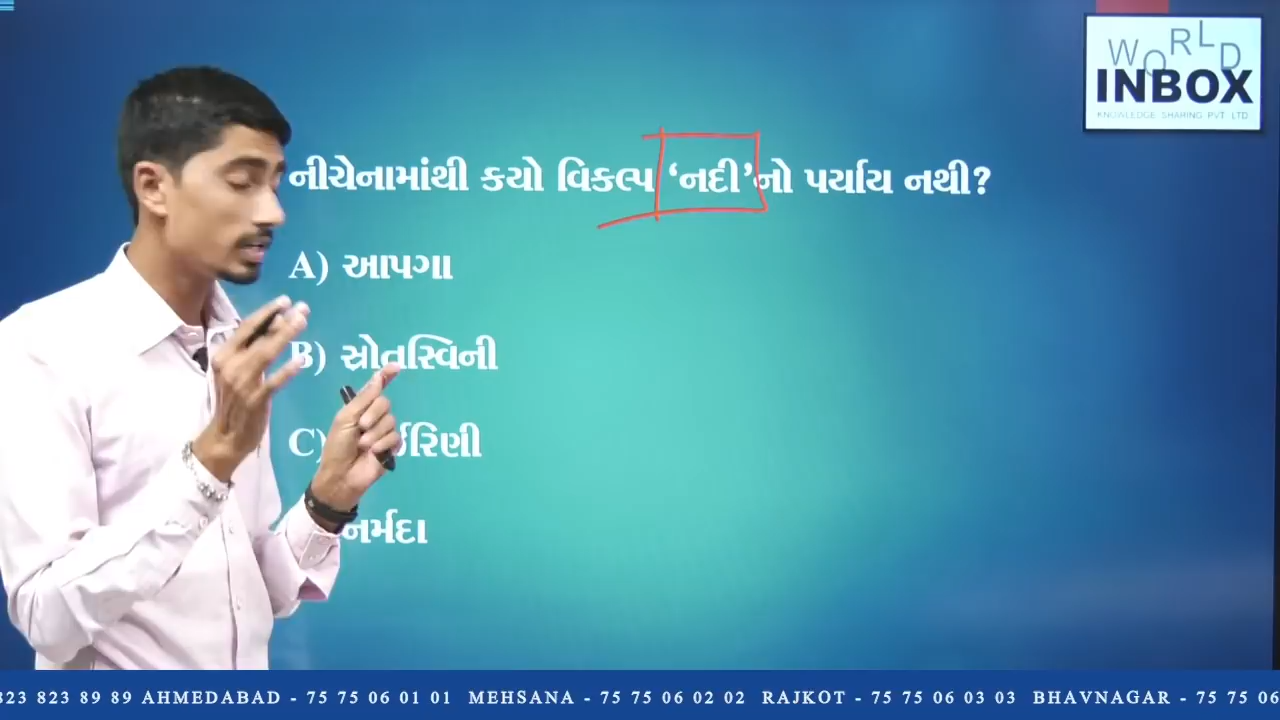 WORLD
INBOX
KNOWLEDGE SHARING PVT LTD
નીચેનામાંથી કયો વિકલ્પ ‘નદી’નો પર્યાય નથી?
A) આપગા
B) સ્રોતસ્વિની
C)
નર્મદા
823 823 89 89 AHMEDABAD - 75 75 06 01 01 MEHSANA - 75 75 06 02 02 RAJKOT - 75 75 06 03 03 BHAVNAGAR - 75 75 06